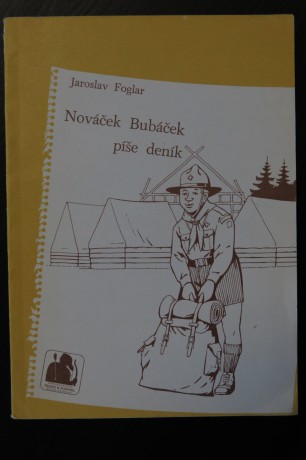 Jaroslav Foglar
Nováček Bubáček
píše deník